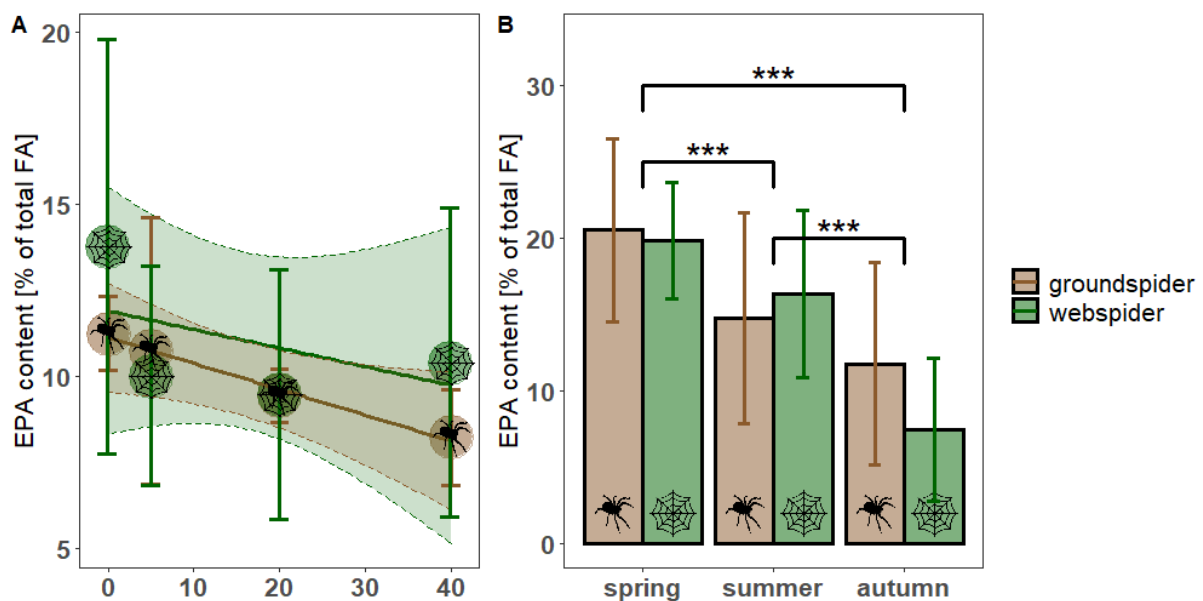 A
B
EPA content [% of total FA]
20
15
10
5
0 10 20 30 40
EPA content [% of total FA]
30
20
10
0
***
***
***
spring summer autumn
groundspider
webspider